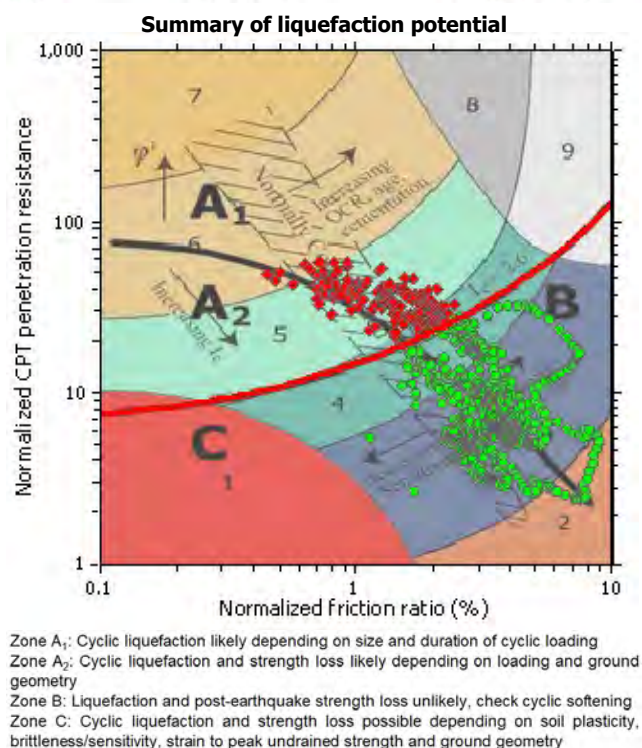 Summary of liquefaction potential
Normalized CPT penetration resistance
1,000
100
10
1
7
8
9
φ'
A1
Normally
Increasing
OCR, age,
cementation
6
A2
Increasing Ic
5
B
4
C
1
2
0.1
1
10
Normalized friction ratio (%)
Zone A1: Cyclic liquefaction likely depending on size and duration of cyclic loading
Zone A2: Cyclic liquefaction and strength loss likely depending on loading and ground
geometry
Zone B: Liquefaction and post-earthquake strength loss unlikely, check cyclic softening
Zone C: Cyclic liquefaction and strength loss possible depending on soil plasticity,
brittleness/sensitivity, strain to peak undrained strength and ground geometry